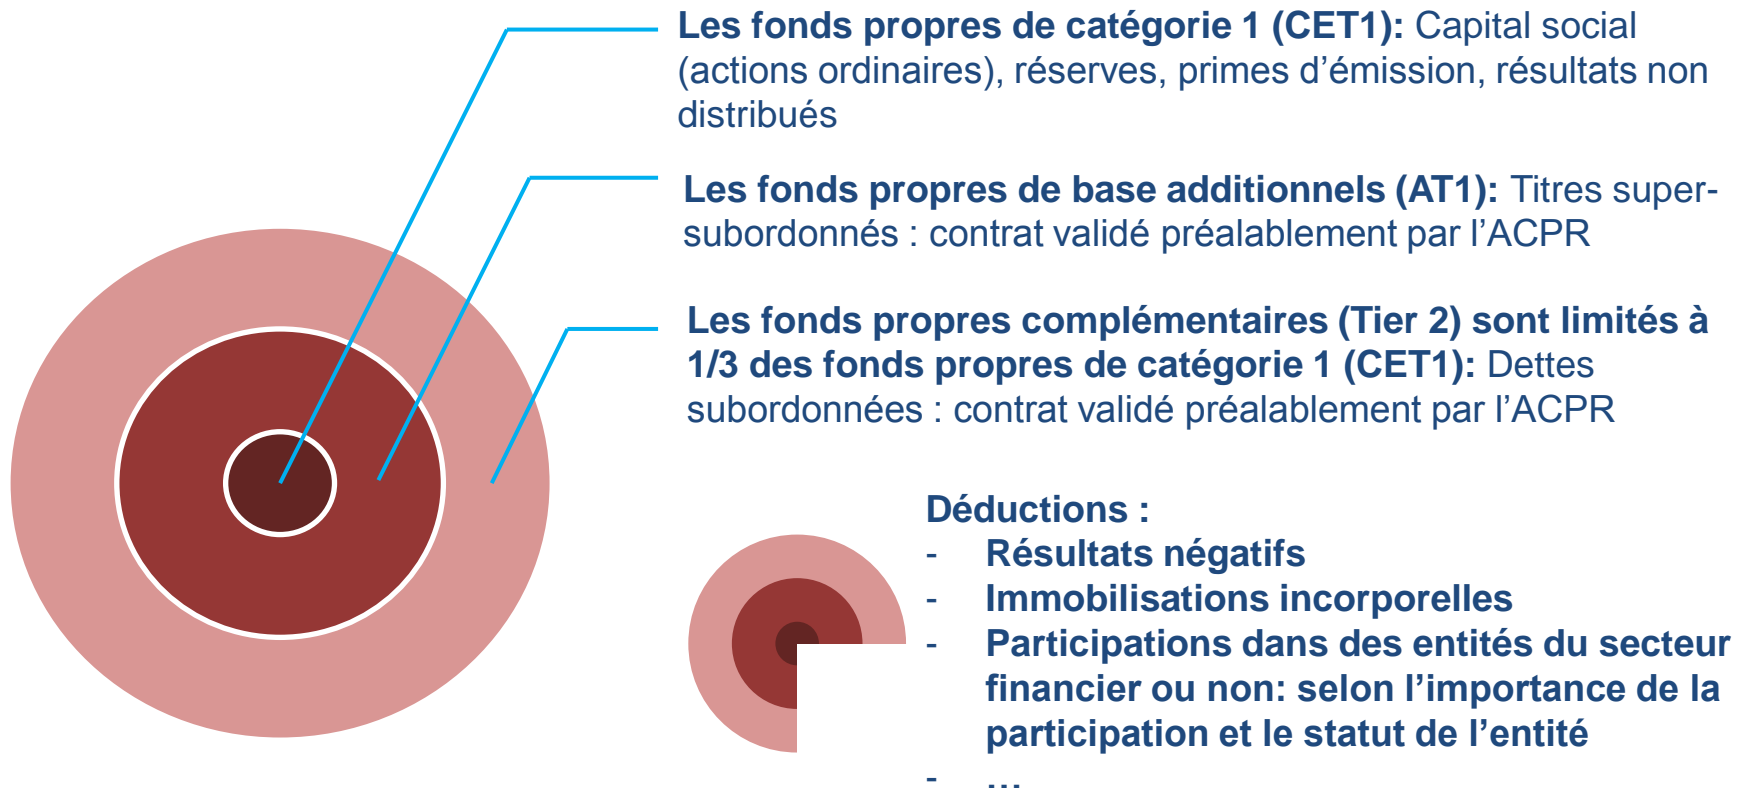 Les fonds propres de catégorie 1 (CET1): Capital social
(actions ordinaires), réserves, primes d’émission, résultats non
distribués
Les fonds propres de base additionnels (AT1): Titres super-
subordonnés : contrat validé préalablement par l’ACPR
Les fonds propres complémentaires (Tier 2) sont limités à
1/3 des fonds propres de catégorie 1 (CET1): Dettes
subordonnées : contrat validé préalablement par l’ACPR
Déductions :
- Résultats négatifs
- Immobilisations incorporelles
- Participations dans des entités du secteur
financier ou non: selon l’importance de la
participation et le statut de l’entité
- …